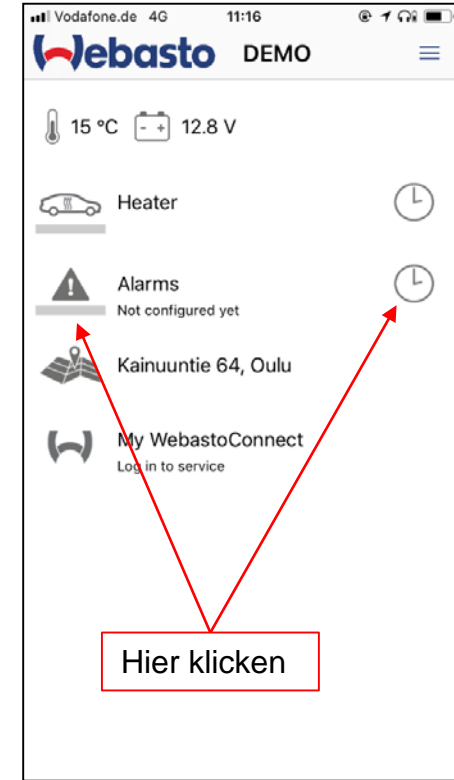 Vodafone.de 4G 11:16
Webasto DEMO
15 °C - + 12.8 V
Heater
Alarms
Not configured yet
Kainuuntie 64, Oulu
My WebastoConnect
Log in to service
Hier klicken